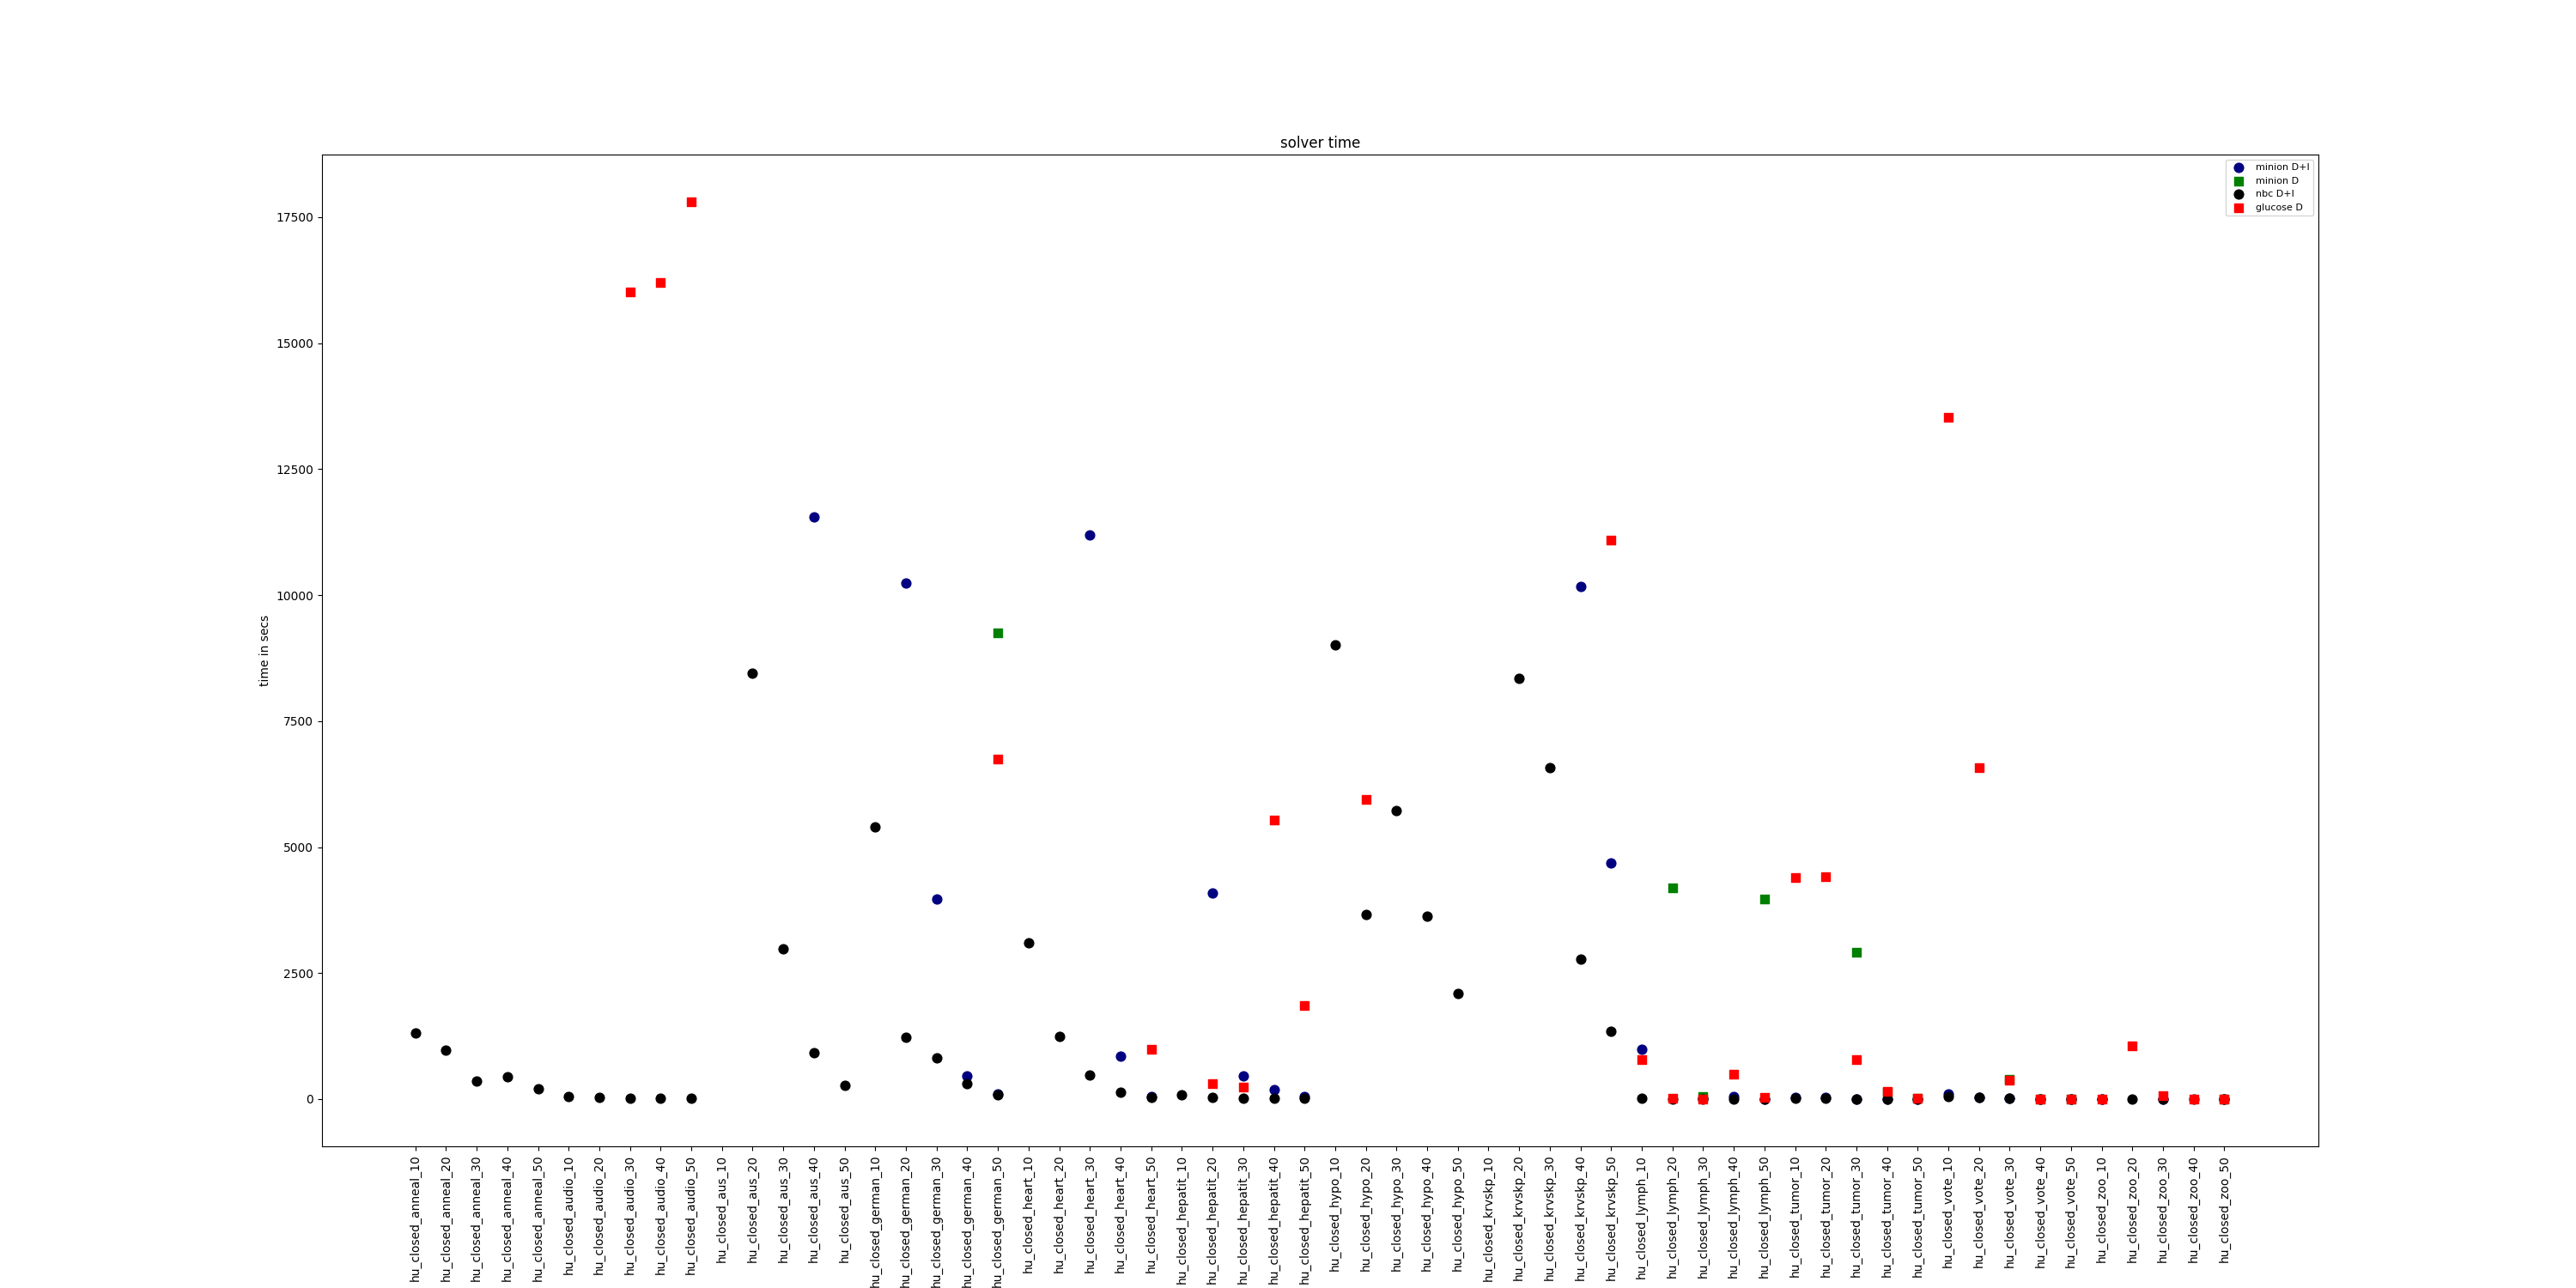 solver time
minion D+I
minion D
nbc D+I
glucose D
time in secs
17500
15000
12500
10000
7500
5000
2500
0
hu_closed_anneal_10
hu_closed_anneal_20
hu_closed_anneal_30
hu_closed_anneal_40
hu_closed_anneal_50
hu_closed_audio_10
hu_closed_audio_20
hu_closed_audio_30
hu_closed_audio_40
hu_closed_audio_50
hu_closed_aus_10
hu_closed_aus_20
hu_closed_aus_30
hu_closed_aus_40
hu_closed_aus_50
hu_closed_german_10
hu_closed_german_20
hu_closed_german_30
hu_closed_german_40
hu_closed_german_50
hu_closed_heart_10
hu_closed_heart_20
hu_closed_heart_30
hu_closed_heart_40
hu_closed_heart_50
hu_closed_hepatit_10
hu_closed_hepatit_20
hu_closed_hepatit_30
hu_closed_hepatit_40
hu_closed_hepatit_50
hu_closed_hypo_10
hu_closed_hypo_20
hu_closed_hypo_30
hu_closed_hypo_40
hu_closed_hypo_50
hu_closed_krvskp_10
hu_closed_krvskp_20
hu_closed_krvskp_30
hu_closed_krvskp_40
hu_closed_krvskp_50
hu_closed_lymph_10
hu_closed_lymph_20
hu_closed_lymph_30
hu_closed_lymph_40
hu_closed_lymph_50
hu_closed_tumor_10
hu_closed_tumor_20
hu_closed_tumor_30
hu_closed_tumor_40
hu_closed_tumor_50
hu_closed_vote_10
hu_closed_vote_20
hu_closed_vote_30
hu_closed_vote_40
hu_closed_vote_50
hu_closed_zoo_10
hu_closed_zoo_20
hu_closed_zoo_30
hu_closed_zoo_40
hu_closed_zoo_50